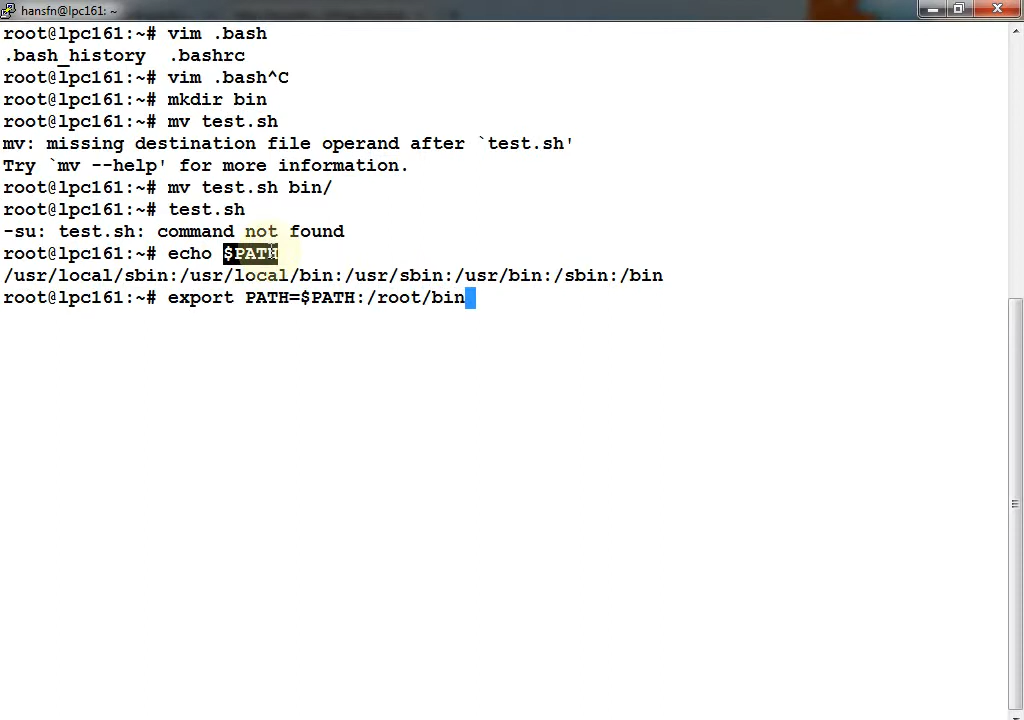 hansfn@lpc161: ~
root@lpc161:~# vim .bash
.bash_history  .bashrc
root@lpc161:~# vim .bash^C
root@lpc161:~# mkdir bin
root@lpc161:~# mv test.sh
mv: missing destination file operand after `test.sh'
Try `mv --help' for more information.
root@lpc161:~# mv test.sh bin/
root@lpc161:~# test.sh
-su: test.sh: command not found
root@lpc161:~# echo $PATH
/usr/local/sbin:/usr/local/bin:/usr/sbin:/usr/bin:/sbin:/bin
root@lpc161:~# export PATH=$PATH:/root/bin